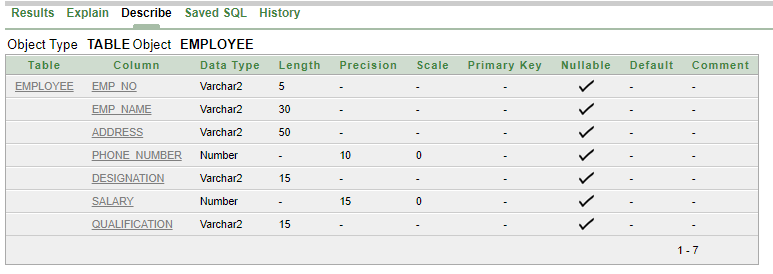 Results Explain Describe Saved SQL History
Object Type TABLE Object EMPLOYEE
Table Column Data Type Length Precision Scale Primary Key Nullable Default Comment
EMPLOYEE EMP_NO Varchar2 5 - - - ✓ - -
EMP_NAME Varchar2 30 - - - ✓ - -
ADDRESS Varchar2 50 - - - ✓ - -
PHONE_NUMBER Number - 10 0 - ✓ - -
DESIGNATION Varchar2 15 - - - ✓ - -
SALARY Number - 15 0 - ✓ - -
QUALIFICATION Varchar2 15 - - - ✓ - -
1 - 7